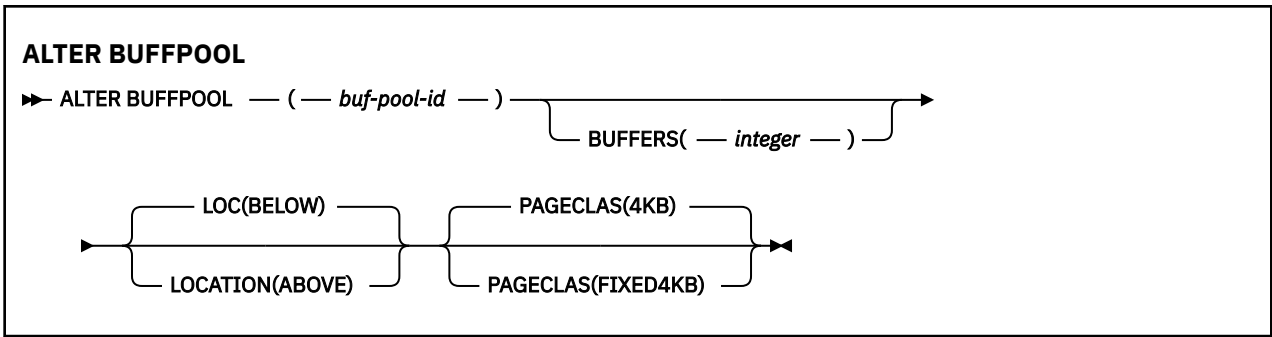 ALTER BUFFPOOL
ALTER BUFFPOOL ( buf-pool-id )
BUFFERS( integer )
LOC(BELOW) PAGECLAS(4KB)
LOCATION(ABOVE) PAGECLAS(FIXED4KB)